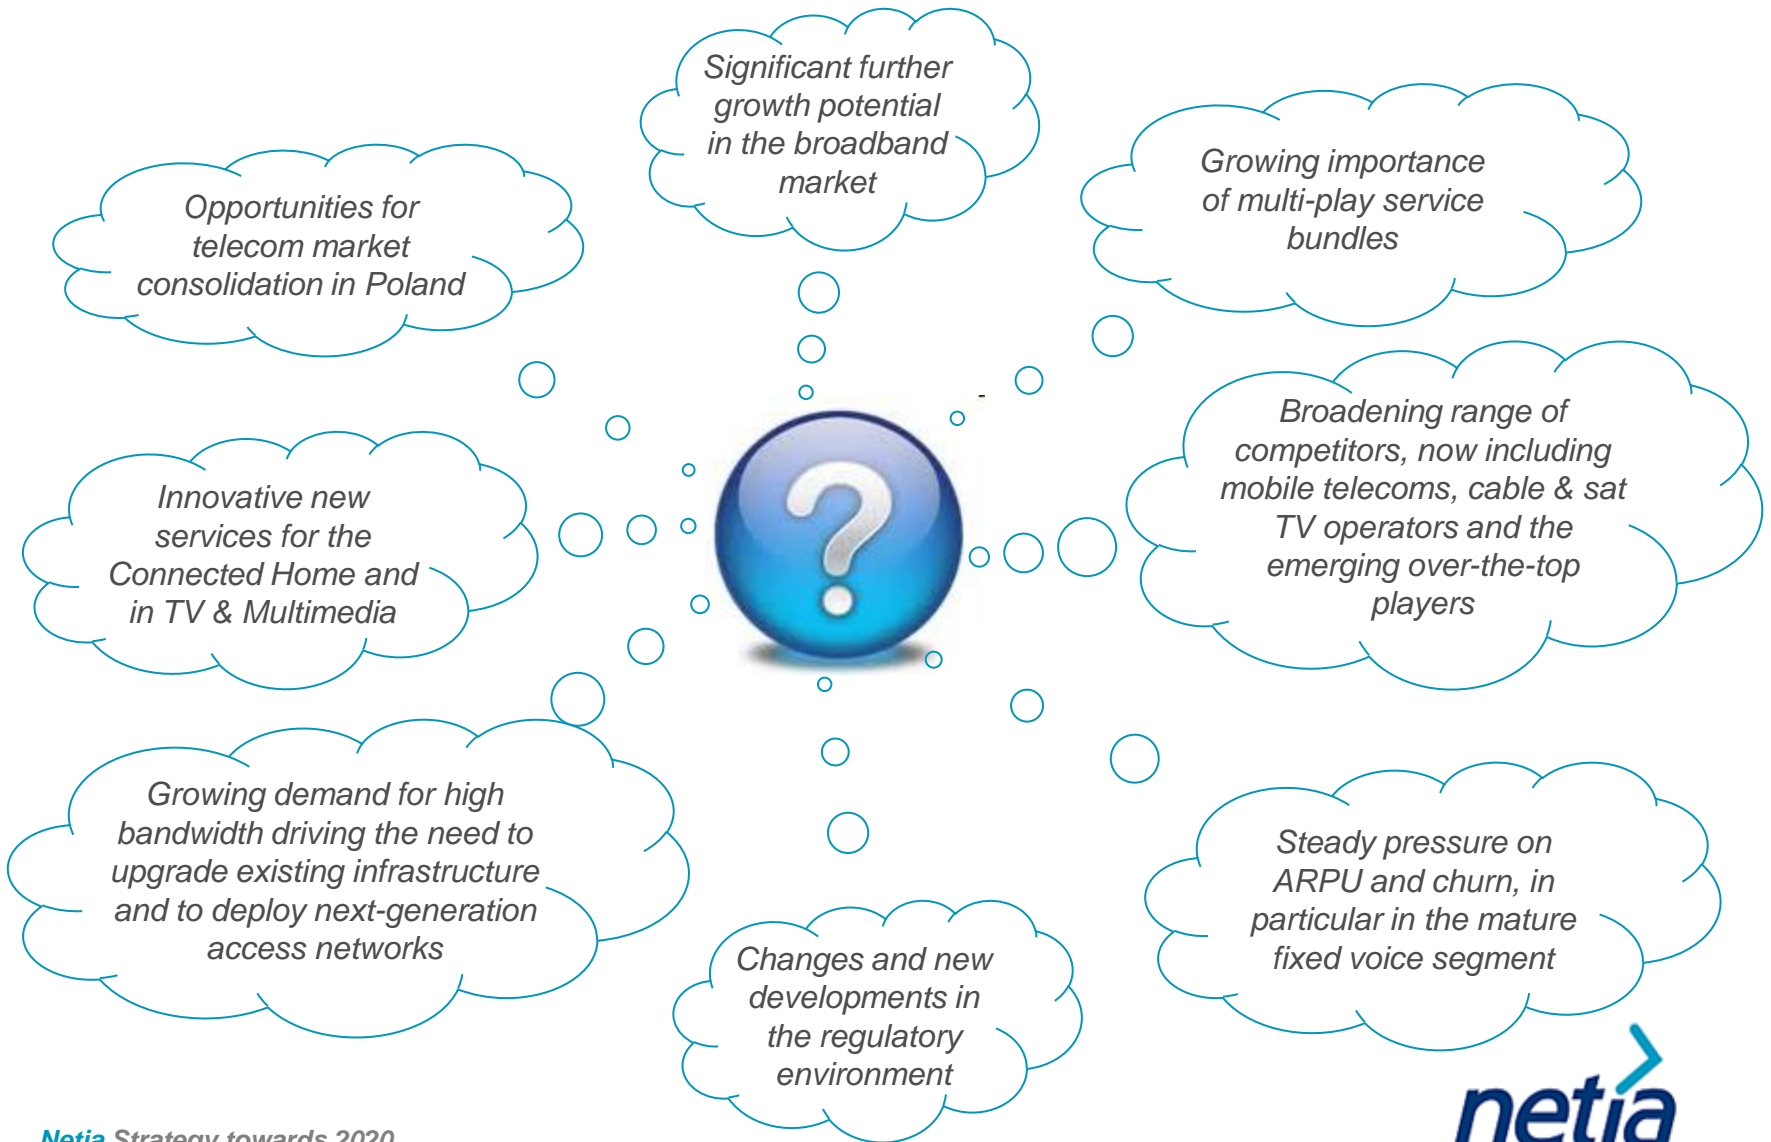 Significant further
growth potential
in the broadband
market
Growing importance
of multi-play service
bundles
Opportunities for
telecom market
consolidation in Poland
Broadening range of
competitors, now including
mobile telecoms, cable & sat
TV operators and the
emerging over-the-top
players
Innovative new
services for the
Connected Home and
in TV & Multimedia
Growing demand for high
bandwidth driving the need to
upgrade existing infrastructure
and to deploy next-generation
access networks
Steady pressure on
ARPU and churn, in
particular in the mature
fixed voice segment
Changes and new
developments in
the regulatory
environment
?
-
netia
Netia Strategy towards 2020